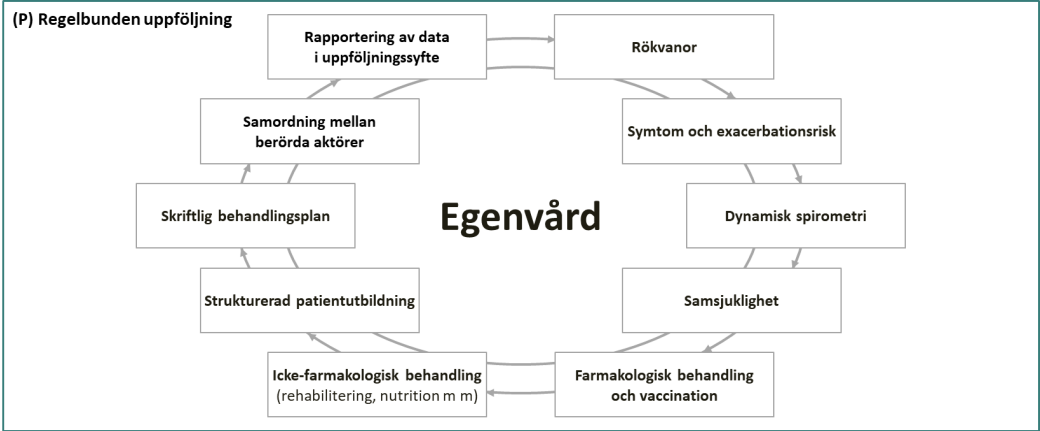 (P) Regelbunden uppföljning
Rapportering av data
i uppföljningssyfte
Rökvanor
Symtom och exacerbationsrisk
Dynamisk spirometri
Samsjuklighet
Farmakologisk behandling
och vaccination
Icke-farmakologisk behandling
(rehabilitering, nutrition m m)
Strukturerad patientutbildning
Skriftlig behandlingsplan
Samordning mellan
berörda aktörer
Egenvård